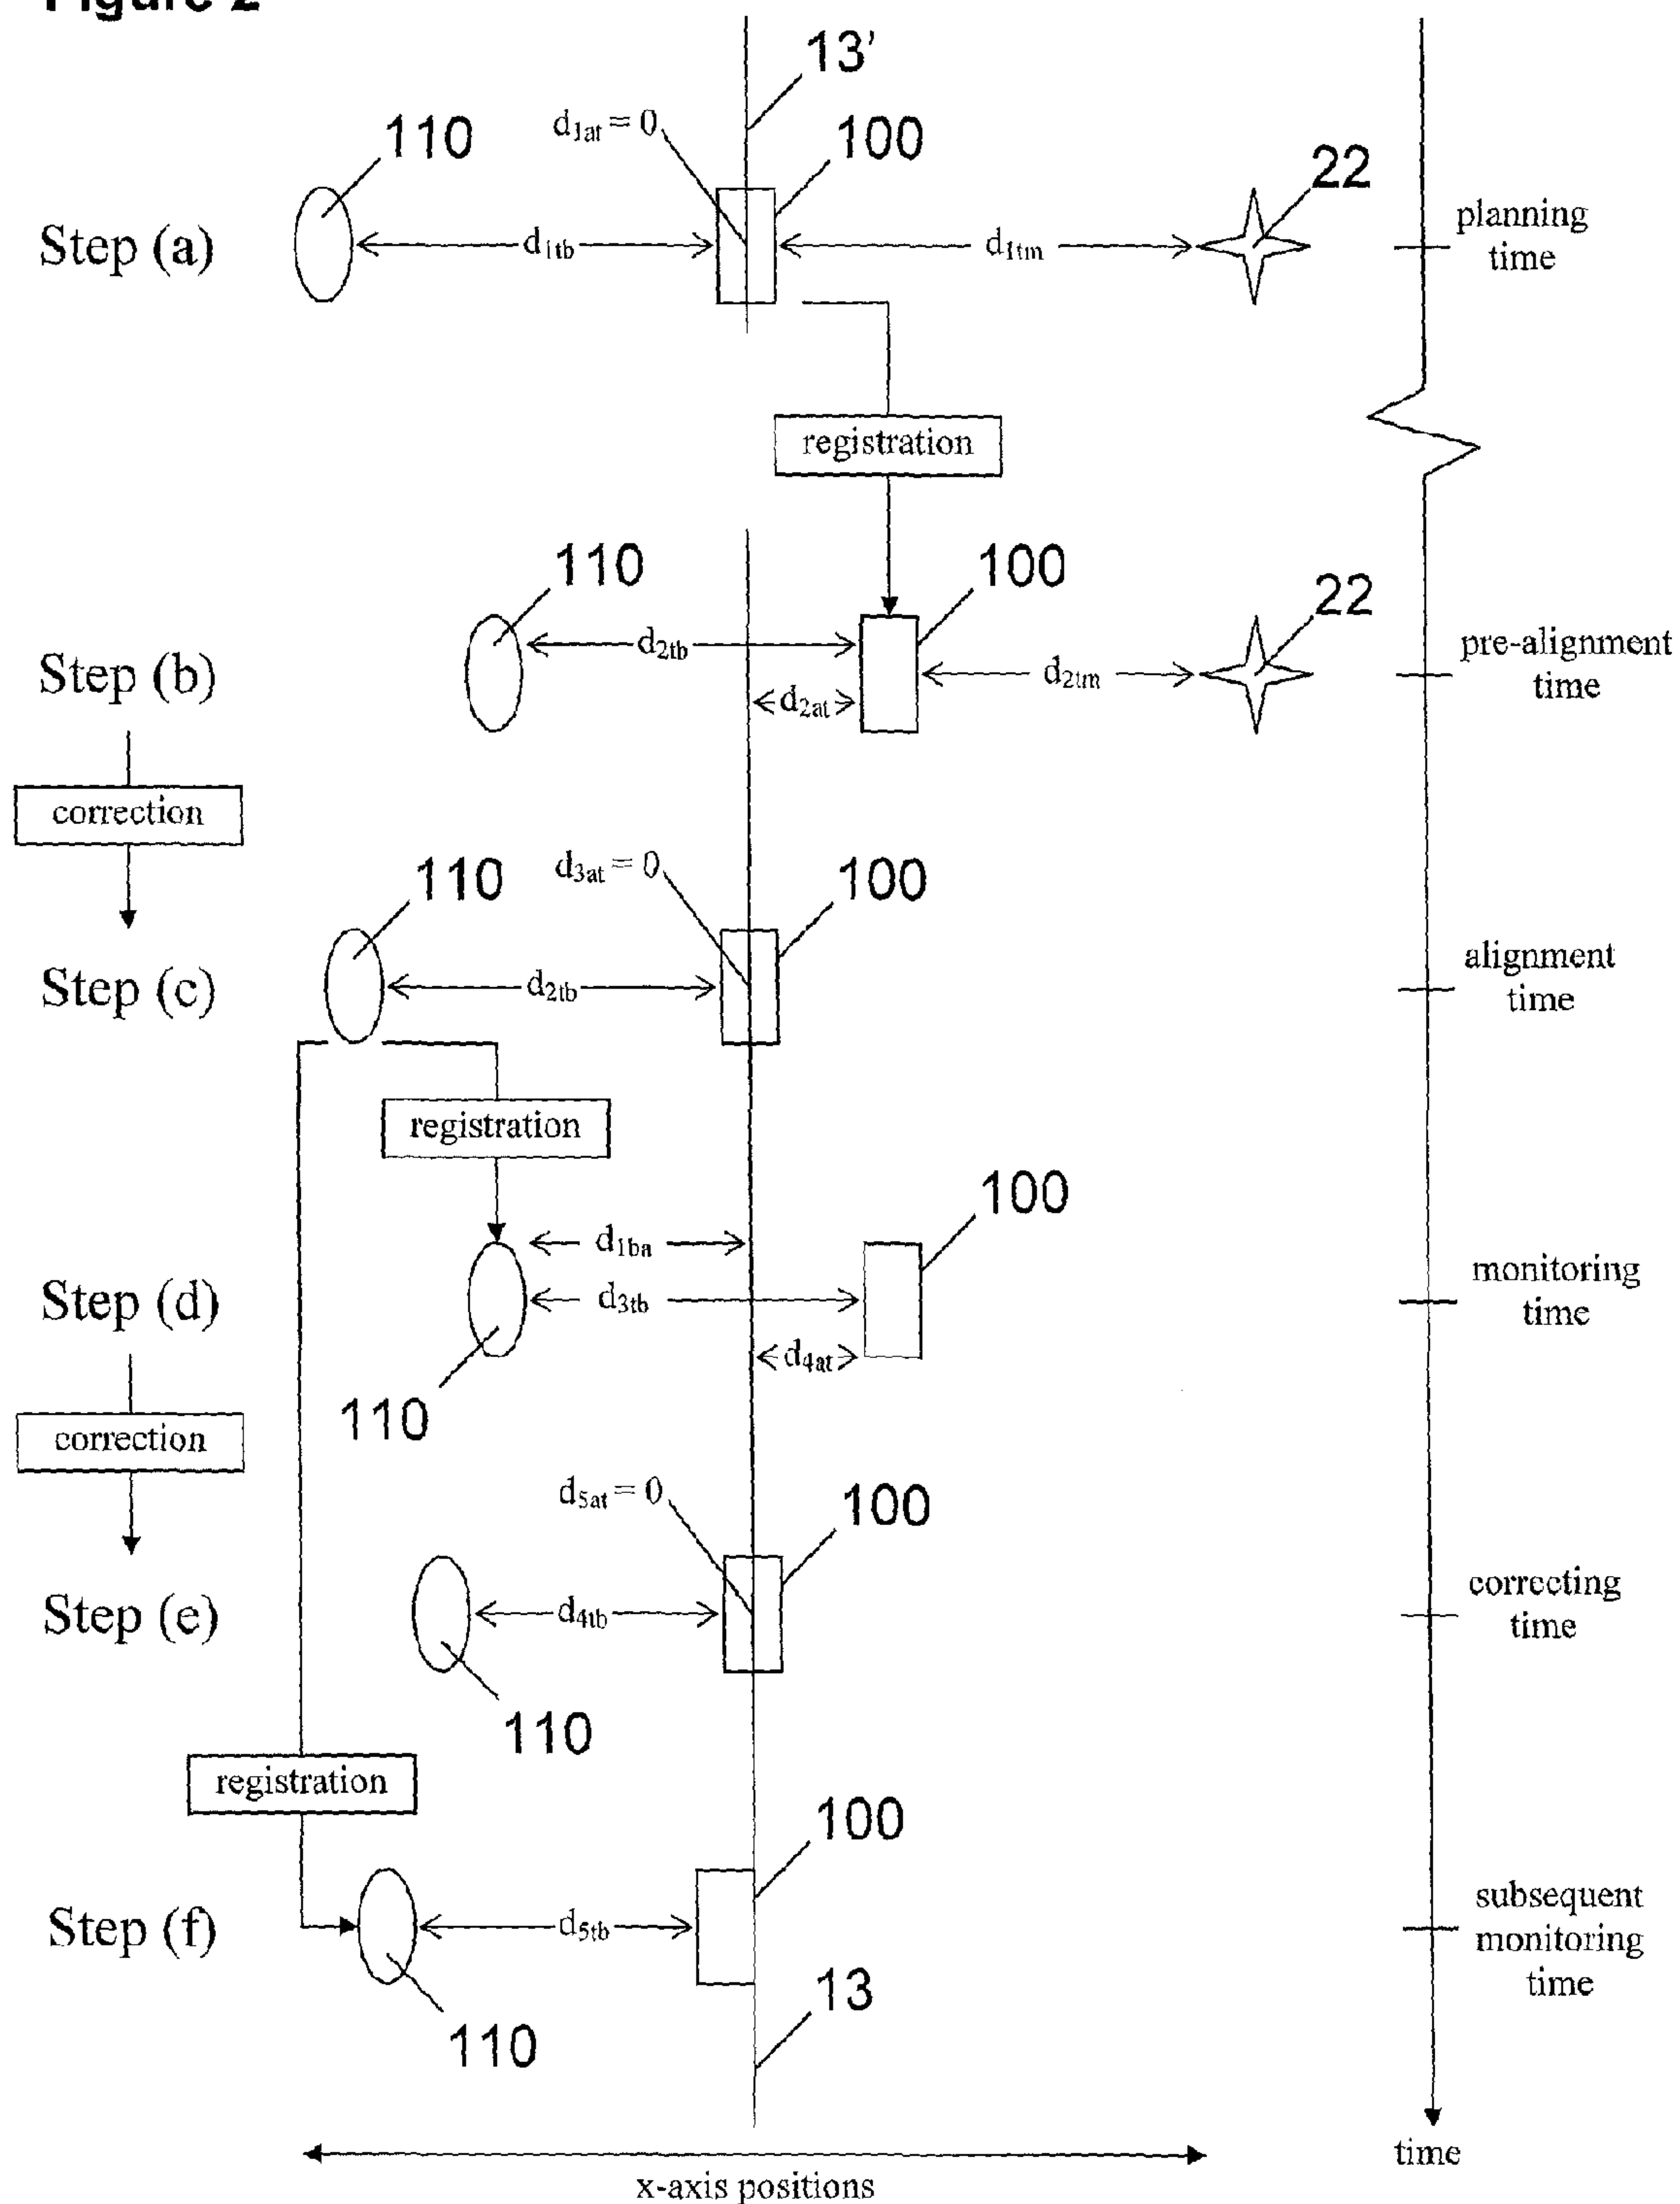 Figure 2
13'
d1at = 0
110
100
22
Step (a)
d1tb
d1tm
planning
time
registration
110
100
22
Step (b)
d2tb
d2tm
d2at
pre-alignment
time
correction
d3at = 0
110
100
Step (c)
d2tb
alignment
time
registration
100
d1ba
Step (d)
d3tb
monitoring
time
d4at
110
correction
d5at = 0
100
Step (e)
d4tb
correcting
time
110
registration
100
Step (f)
d5tb
subsequent
monitoring
time
13
110
time
x-axis positions